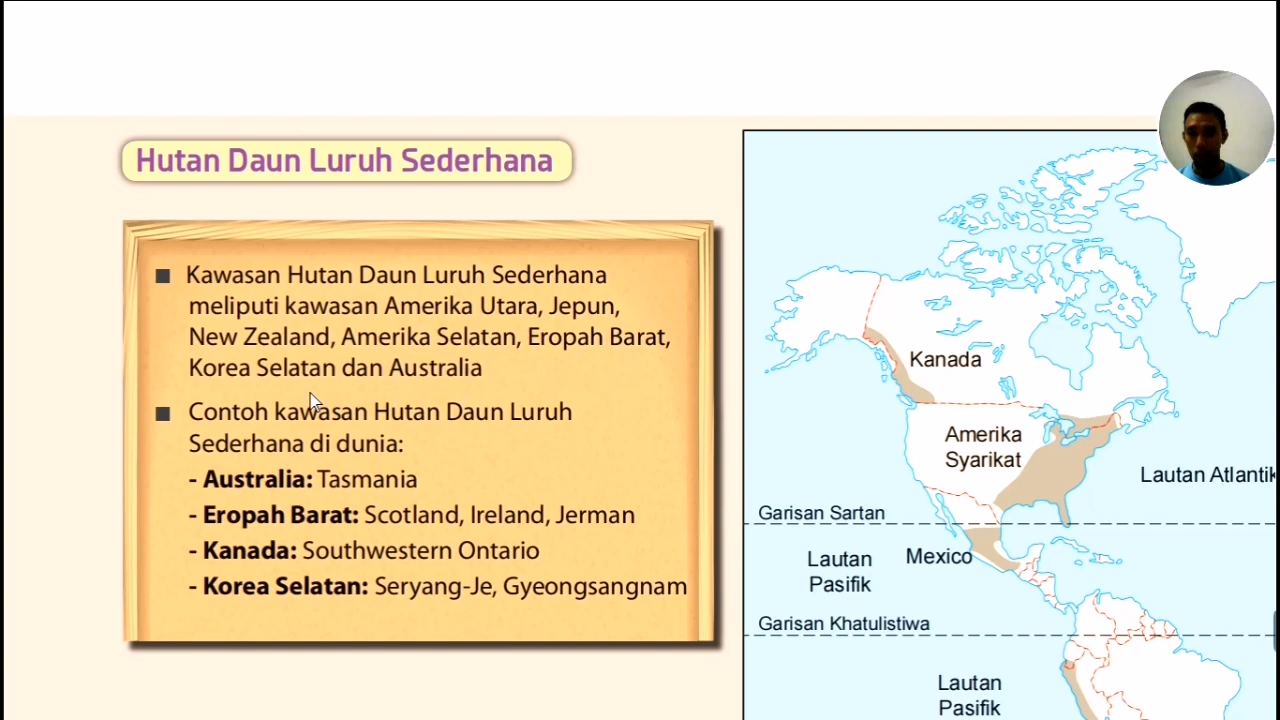 Hutan Daun Luruh Sederhana
Kawasan Hutan Daun Luruh Sederhana
meliputi kawasan Amerika Utara, Jepun,
New Zealand, Amerika Selatan, Eropah Barat,
Korea Selatan dan Australia
Contoh kawasan Hutan Daun Luruh
Sederhana di dunia:
- Australia: Tasmania
- Eropah Barat: Scotland, Ireland, Jerman
- Kanada: Southwestern Ontario
- Korea Selatan: Seryang-Je, Gyeongsangnam
Kanada
Amerika
Syarikat
Lautan Atlantik
Garisan Sartan
Lautan
Pasifik
Mexico
Garisan Khatulistiwa
Lautan
Pasifik